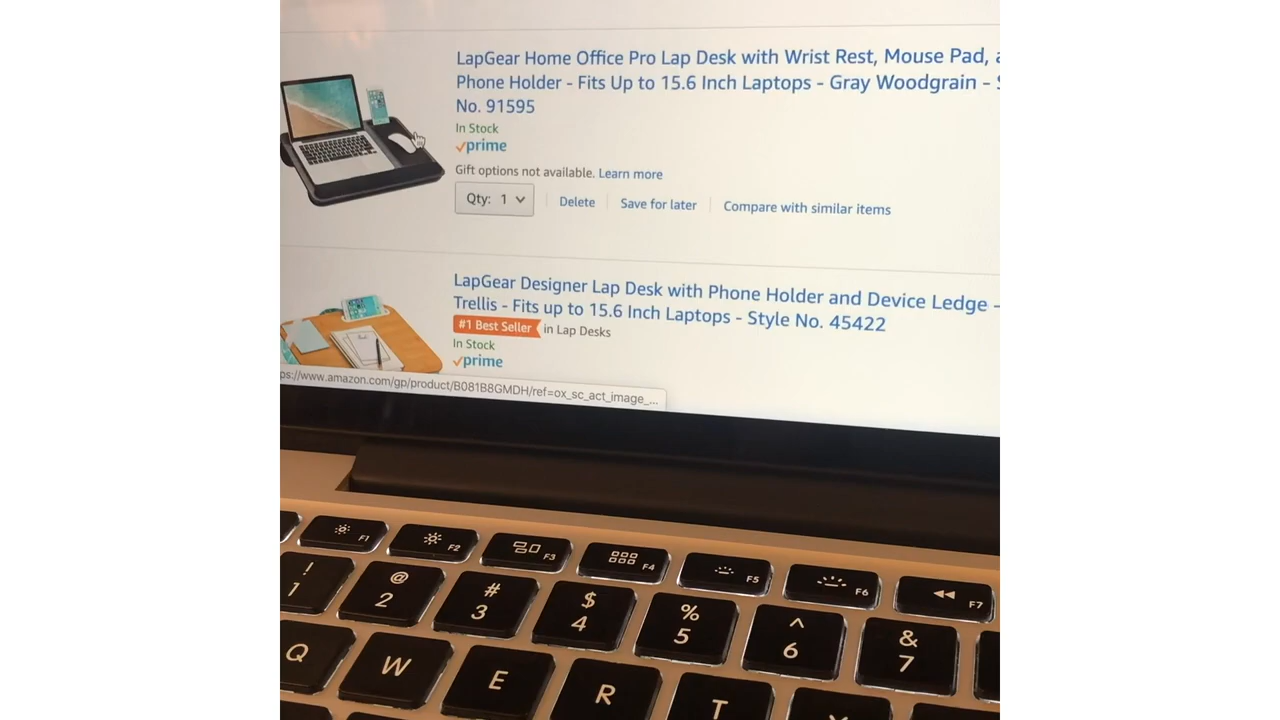 LapGear Home Office Pro Lap Desk with Wrist Rest, Mouse Pad,
Phone Holder - Fits Up to 15.6 Inch Laptops - Gray Woodgrain -
No. 91595
In Stock
prime
Gift options not available. Learn more
Qty: 1 Delete Save for later Compare with similar items
LapGear Designer Lap Desk with Phone Holder and Device Ledge -
Trellis - Fits up to 15.6 Inch Laptops - Style No. 45422
#1 Best Seller in Lap Desks
In Stock
prime
ps://www.amazon.com/gp/product/B081B8GMDH/ref=ox_sc_act_image_...
F1 F2 F3 F4 F5 F6 F7
! @ # $ % ^ &
1 2 3 4 5 6 7
Q W E R T